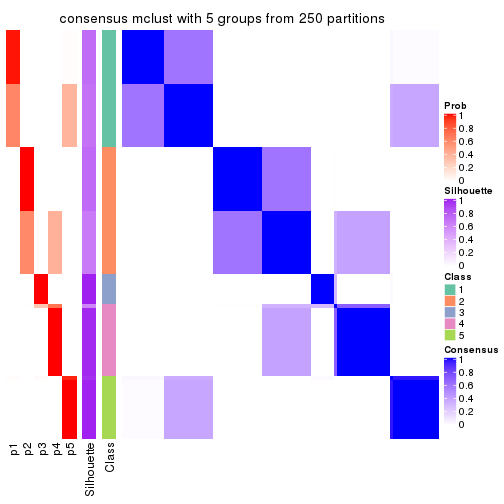 consensus mclust with 5 groups from 250 partitions
Prob
1
0.8
0.6
0.4
0.2
0
Silhouette
1
0.8
0.6
0.4
0.2
0
Class
1
2
3
4
5
Consensus
1
0.8
0.6
0.4
0.2
0
p1
p2
p3
p4
p5
Silhouette
Class